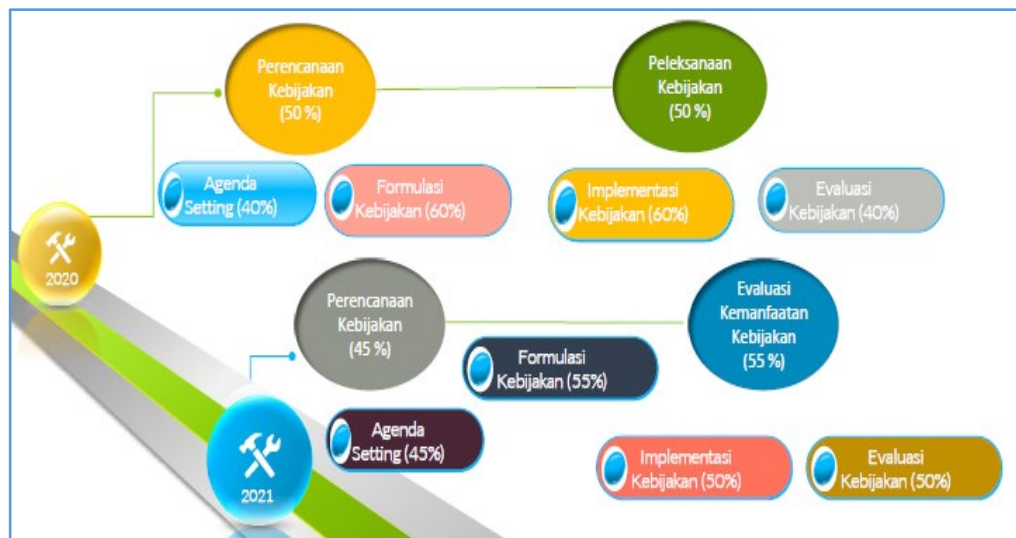 Perencanaan
Kebijakan
(50 %)
Peleksanaan
Kebijakan
(50 %)
Agenda
Setting (40%)
Formulasi
Kebijakan (60%)
Implementasi
Kebijakan (60%)
Evaluasi
Kebijakan (40%)
2020
Perencanaan
Kebijakan
(45 %)
Evaluasi
Kemanfaatan
Kebijakan
(55 %)
Formulasi
Kebijakan (55%)
Agenda
Setting (45%)
Implementasi
Kebijakan (50%)
Evaluasi
Kebijakan (50%)
2021